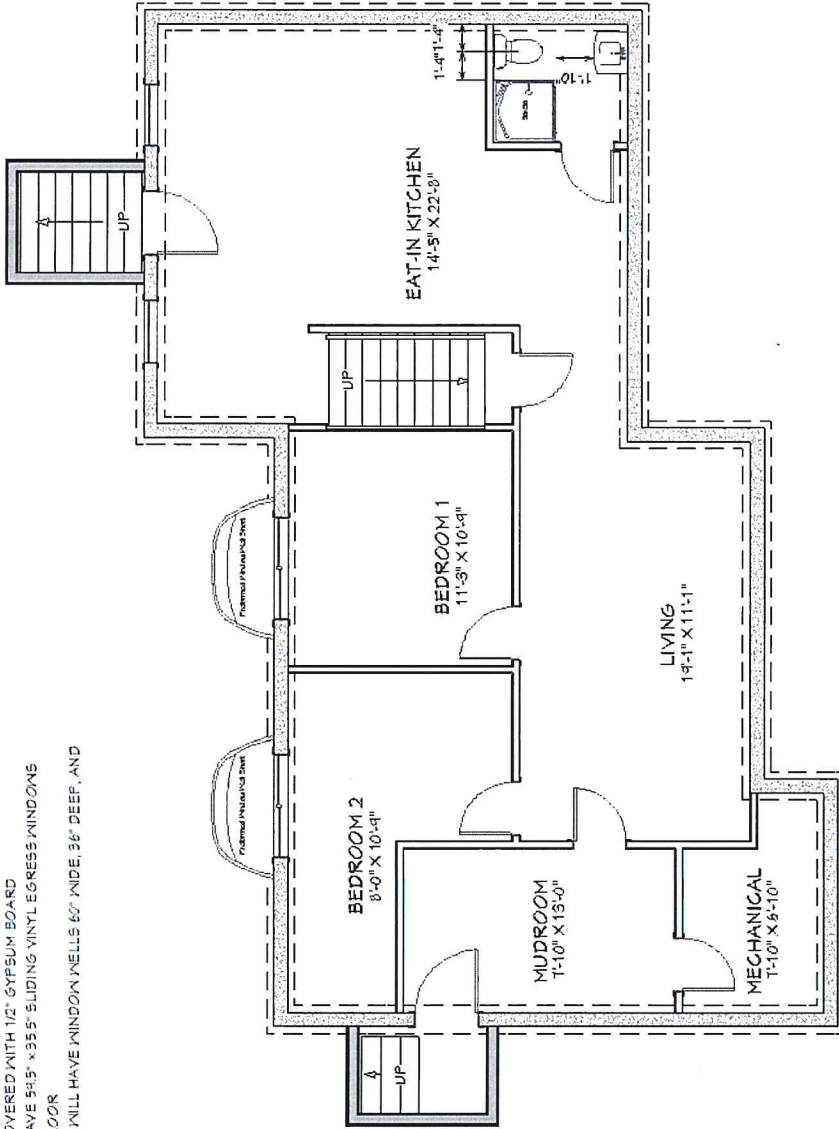 OVERED WITH 1/2" GYPSUM BOARD
AVE 59.5" x 35.5" SLIDING VINYL EGRESS WINDOWS
OOR
WILL HAVE WINDOW WELLS 60" WIDE, 36" DEEP, AND
UP
EAT-IN KITCHEN
14'-5" X 22'-8"
1'-4"
1'-4"
1'-10"
UP
BEDROOM 1
11'-3" X 10'-9"
BEDROOM 2
8'-0" X 10'-9"
LIVING
19'-1" X 11'-1"
MUDROOM
7'-10" X 13'-0"
MECHANICAL
7'-10" X 6'-10"
UP